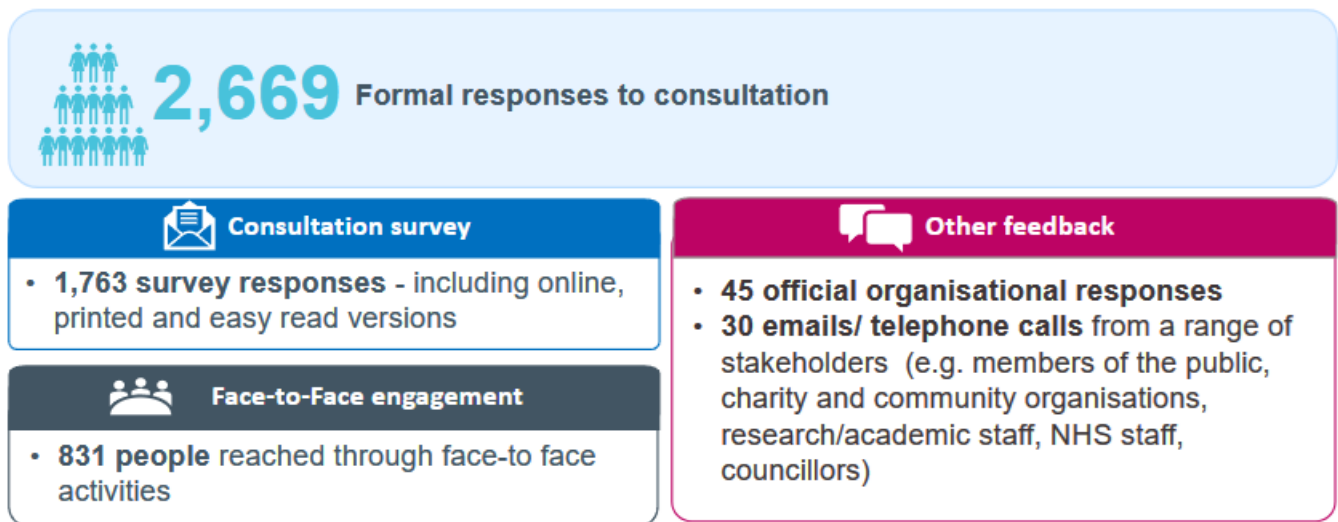 2,669 Formal responses to consultation
Consultation survey
• 1,763 survey responses - including online,
printed and easy read versions
Face-to-Face engagement
• 831 people reached through face-to face
activities
Other feedback
• 45 official organisational responses
• 30 emails/ telephone calls from a range of
stakeholders (e.g. members of the public,
charity and community organisations,
research/academic staff, NHS staff,
councillors)